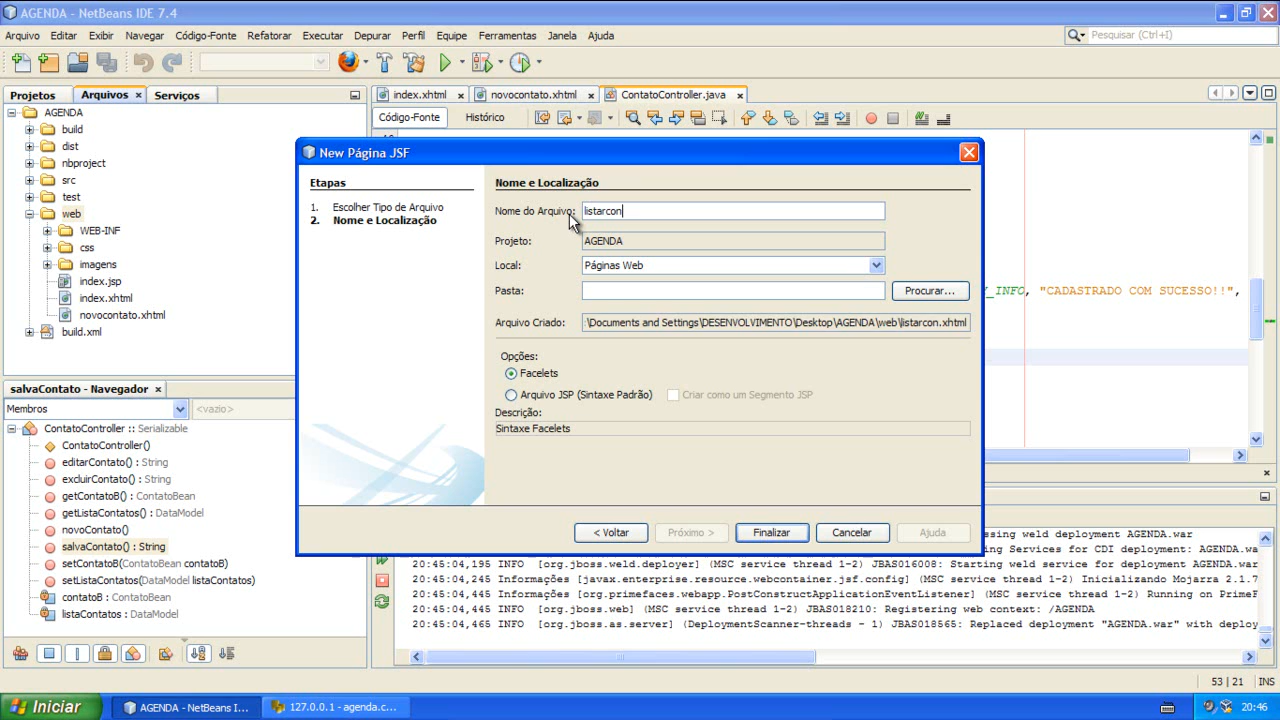 AGENDA - NetBeans IDE 7.4
Arquivo Editar Exibir Navegar Código-Fonte Refatorar Executar Depurar Perfil Equipe Ferramentas Janela Ajuda
Pesquisar (Ctrl+I)
Projetos Arquivos Serviços
index.xhtml novocontato.xhtml ContatoController.java
Código-Fonte Histórico
AGENDA
build
dist
nbproject
src
test
web
WEB-INF
css
imagens
index.jsp
index.xhtml
novocontato.xhtml
build.xml
New Página JSF
Etapas
1. Escolher Tipo de Arquivo
2. Nome e Localização
Nome e Localização
Nome do Arquivo: listarcon
Projeto: AGENDA
Local: Páginas Web
Pasta:
Procurar...
Arquivo Criado: :\Documents and Settings\DESENVOLVIMENTO\Desktop\AGENDA\web\listarcon.xhtml
Opções:
Facelets
Arquivo JSP (Sintaxe Padrão) Criar como um Segmento JSP
Descrição:
Sintaxe Facelets
< Voltar Próximo > Finalizar Cancelar Ajuda
_INFO, "CADASTRADO COM SUCESSO!!",
salvaContato - Navegador
Membros <vazio>
ContatoController :: Serializable
ContatoController()
editarContato() : String
excluirContato() : String
getContatoB() : ContatoBean
getListaContatos() : DataModel
novoContato()
salvaContato() : String
setContatoB(ContatoBean contatoB)
setListaContatos(DataModel listaContatos)
contatoB : ContatoBean
listaContatos : DataModel
ssing weld deployment AGENDA.war
ng Services for CDI deployment: AGENDA.wa
20:45:04,195 INFO [org.jboss.weld.deployer] (MSC service thread 1-2) JBAS016008: Starting weld service for deployment AGENDA.wa
20:45:04,245 Informações [javax.enterprise.resource.webcontainer.jsf.config] (MSC service thread 1-2) Inicializando Mojarra 2.1.7
20:45:04,445 Informações [org.primefaces.webapp.PostConstructApplicationEventListener] (MSC service thread 1-2) Running on PrimeF
20:45:04,445 INFO [org.jboss.web] (MSC service thread 1-2) JBAS018210: Registering web context: /AGENDA
20:45:04,465 INFO [org.jboss.as.server] (DeploymentScanner-threads - 1) JBAS018565: Replaced deployment "AGENDA.war" with deploy
53 | 21 INS
Iniciar AGENDA - NetBeans I... 127.0.0.1 - agenda.c... 20:46